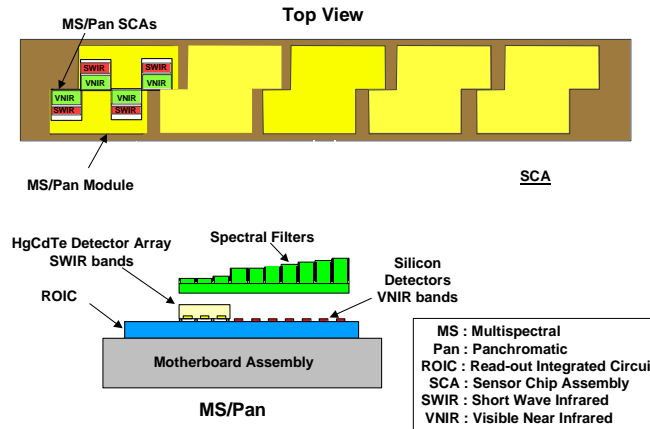 Top View
MS/Pan SCAs
SWIR
VNIR
SWIR
VNIR
VNIR
SWIR
VNIR
SWIR
MS/Pan Module
SCA
HgCdTe Detector Array
SWIR bands
Spectral Filters
Silicon
Detectors
VNIR bands
ROIC
Motherboard Assembly
MS/Pan
MS : Multispectral
Pan : Panchromatic
ROIC : Read-out Integrated Circui
SCA : Sensor Chip Assembly
SWIR : Short Wave Infrared
VNIR : Visible Near Infrared